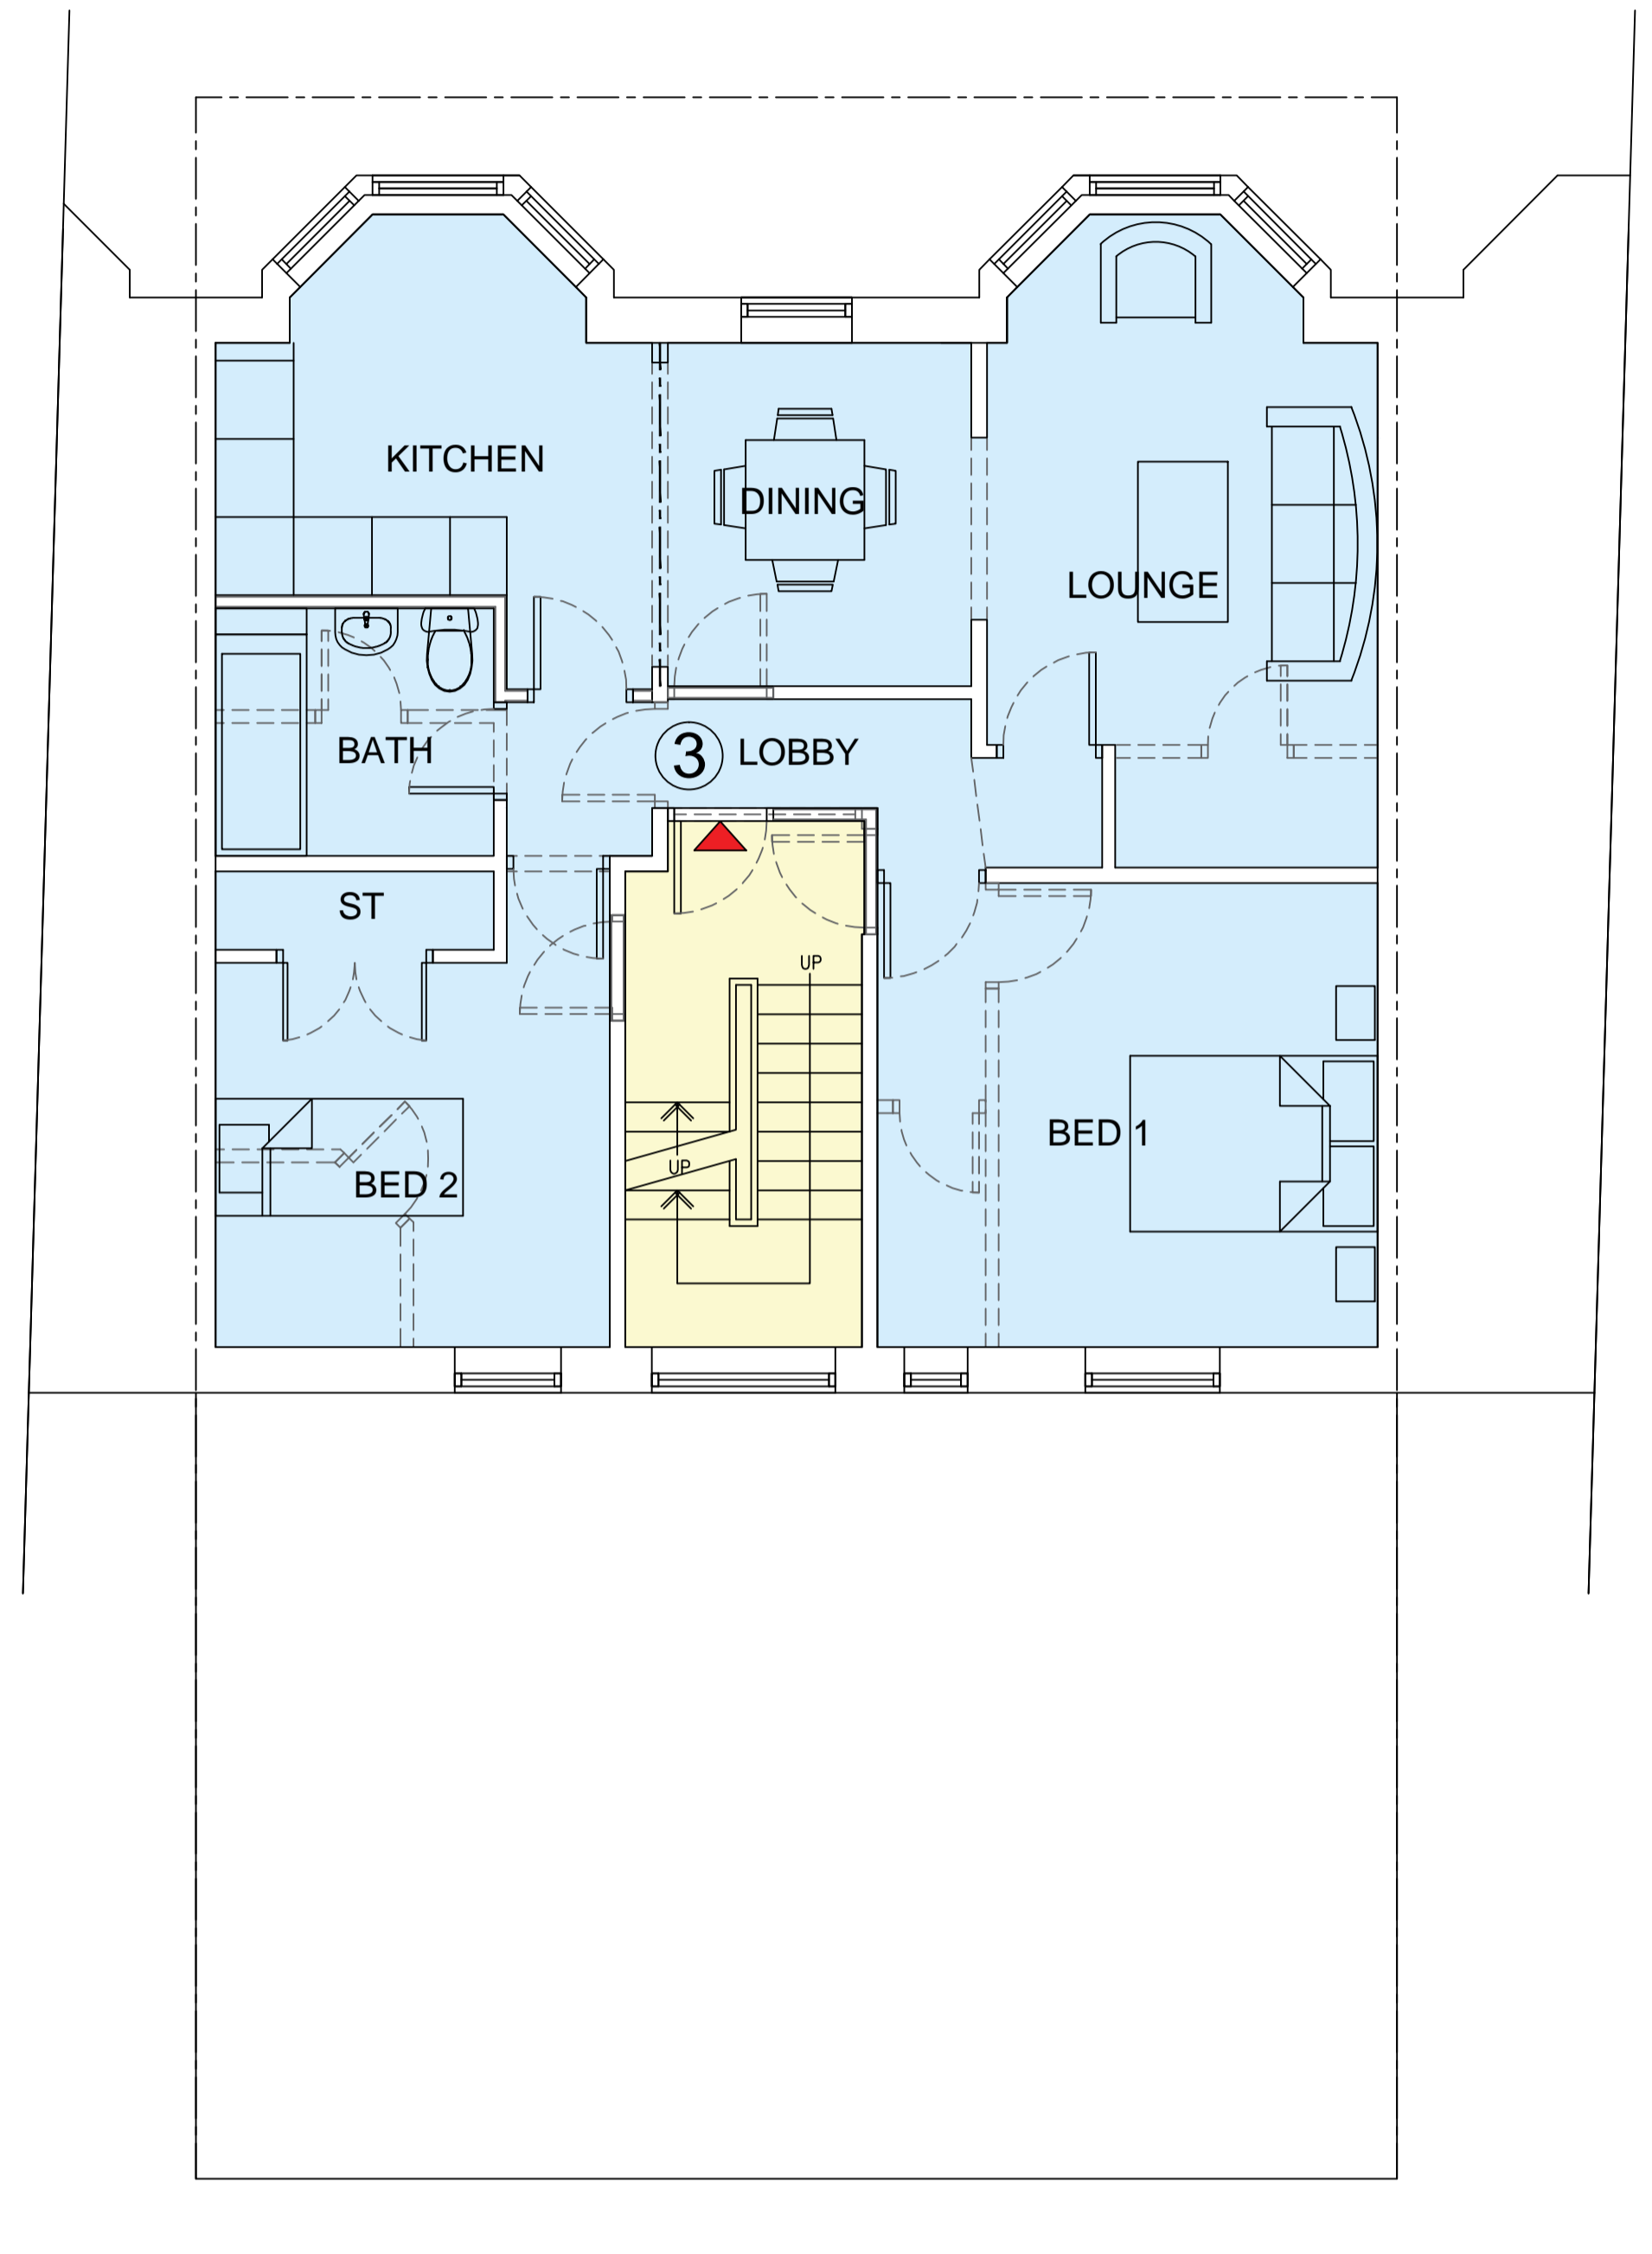 KITCHEN
DINING
LOUNGE
BATH
3
LOBBY
ST
UP
BED 1
UP
BED 2